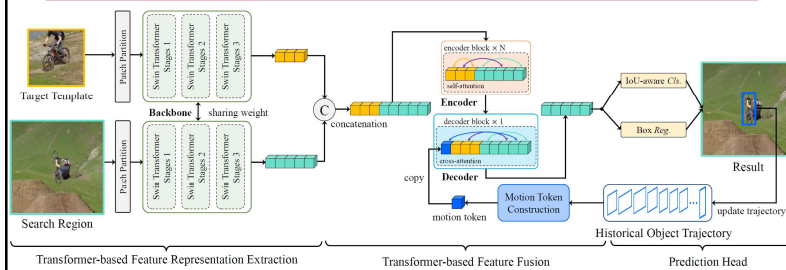 Target Template
Patch Partition
Swin Transformer
Stages 1
Swin Transformer
Stages 2
Swin Transformer
Stages 3
Backbone
sharing weight
Search Region
Pach Partition
Swin Transformer
Stages 1
Swin Transformer
Stages 2
Swin Transformer
Stages 3
C
concatenation
encoder block × N
self-attention
Encoder
decoder block × 1
cross-attention
Decoder
copy
motion token
Motion Token
Construction
IoU-aware Cls.
Box Reg.
Result
update trajectory
...
Historical Object Trajectory
Transformer-based Feature Representation Extraction
Transformer-based Feature Fusion
Prediction Head